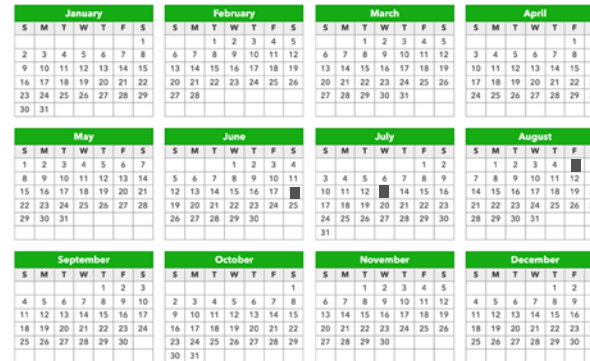 January
S M T W T F S
1
2 3 4 5 6 7 8
9 10 11 12 13 14 15
16 17 18 19 20 21 22
23 24 25 26 27 28 29
30 31
February
S M T W T F S
1 2 3 4 5
6 7 8 9 10 11 12
13 14 15 16 17 18 19
20 21 22 23 24 25 26
27 28
March
S M T W T F S
1 2 3 4 5
6 7 8 9 10 11 12
13 14 15 16 17 18 19
20 21 22 23 24 25 26
27 28 29 30 31
April
S M T W T F
1
3 4 5 6 7 8
10 11 12 13 14 15
17 18 19 20 21 22
24 25 26 27 28 29
May
S M T W T F S
1 2 3 4 5 6 7
8 9 10 11 12 13 14
15 16 17 18 19 20 21
22 23 24 25 26 27 28
29 30 31
June
S M T W T F S
1 2 3 4
5 6 7 8 9 10 11
12 13 14 15 16 17
19 20 21 22 23 24 25
26 27 28 29 30
July
S M T W T F S
1 2
3 4 5 6 7 8 9
10 11 12 14 15 16
17 18 19 20 21 22 23
24 25 26 27 28 29 30
31
August
S M T W T F
1 2 3 4
7 8 9 10 11 12
14 15 16 17 18 19
21 22 23 24 25 26
28 29 30 31
September
S M T W T F S
1 2 3
4 5 6 7 8 9 10
11 12 13 14 15 16 17
18 19 20 21 22 23 24
25 26 27 28 29 30
October
S M T W T F S
1
2 3 4 5 6 7 8
9 10 11 12 13 14 15
16 17 18 19 20 21 22
23 24 25 26 27 28 29
30 31
November
S M T W T F S
1 2 3 4 5
6 7 8 9 10 11 12
13 14 15 16 17 18 19
20 21 22 23 24 25 26
27 28 29 30
December
S M T W T F
1 2
4 5 6 7 8 9
11 12 13 14 15 16
18 19 20 21 22 23
25 26 27 28 29 30